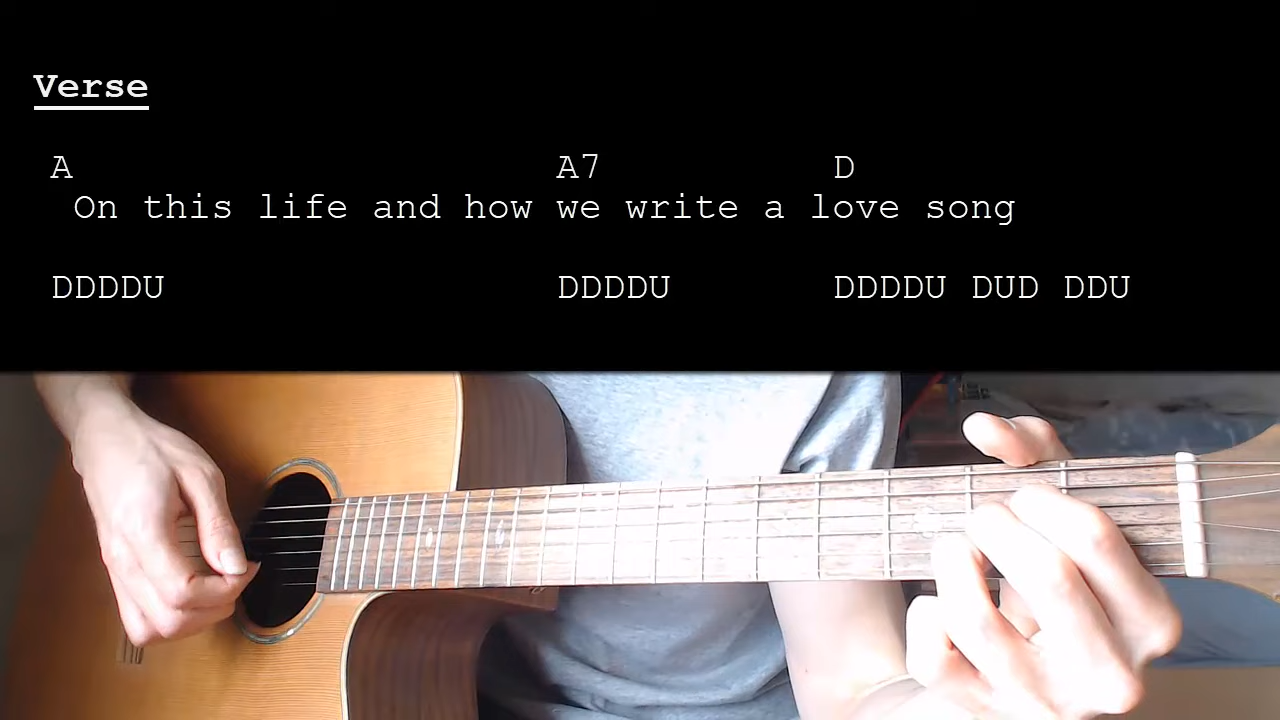 Verse
A A7 D
On this life and how we write a love song
DDDDU DDDDU DDDDU DUD DDU